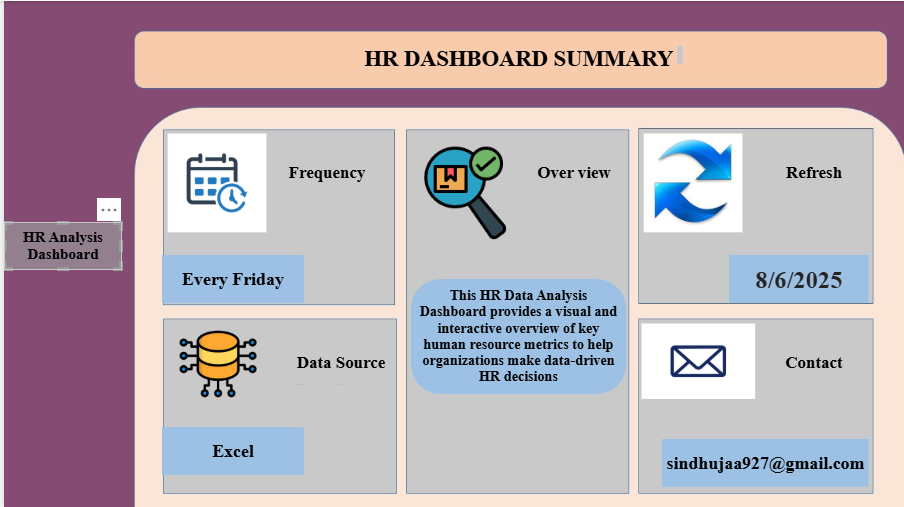 HR DASHBOARD SUMMARY
HR Analysis
Dashboard
Frequency
Every Friday
Over view
This HR Data Analysis
Dashboard provides a visual and
interactive overview of key
human resource metrics to help
organizations make data-driven
HR decisions
Refresh
8/6/2025
Data Source
Excel
Contact
sindhujaa927@gmail.com